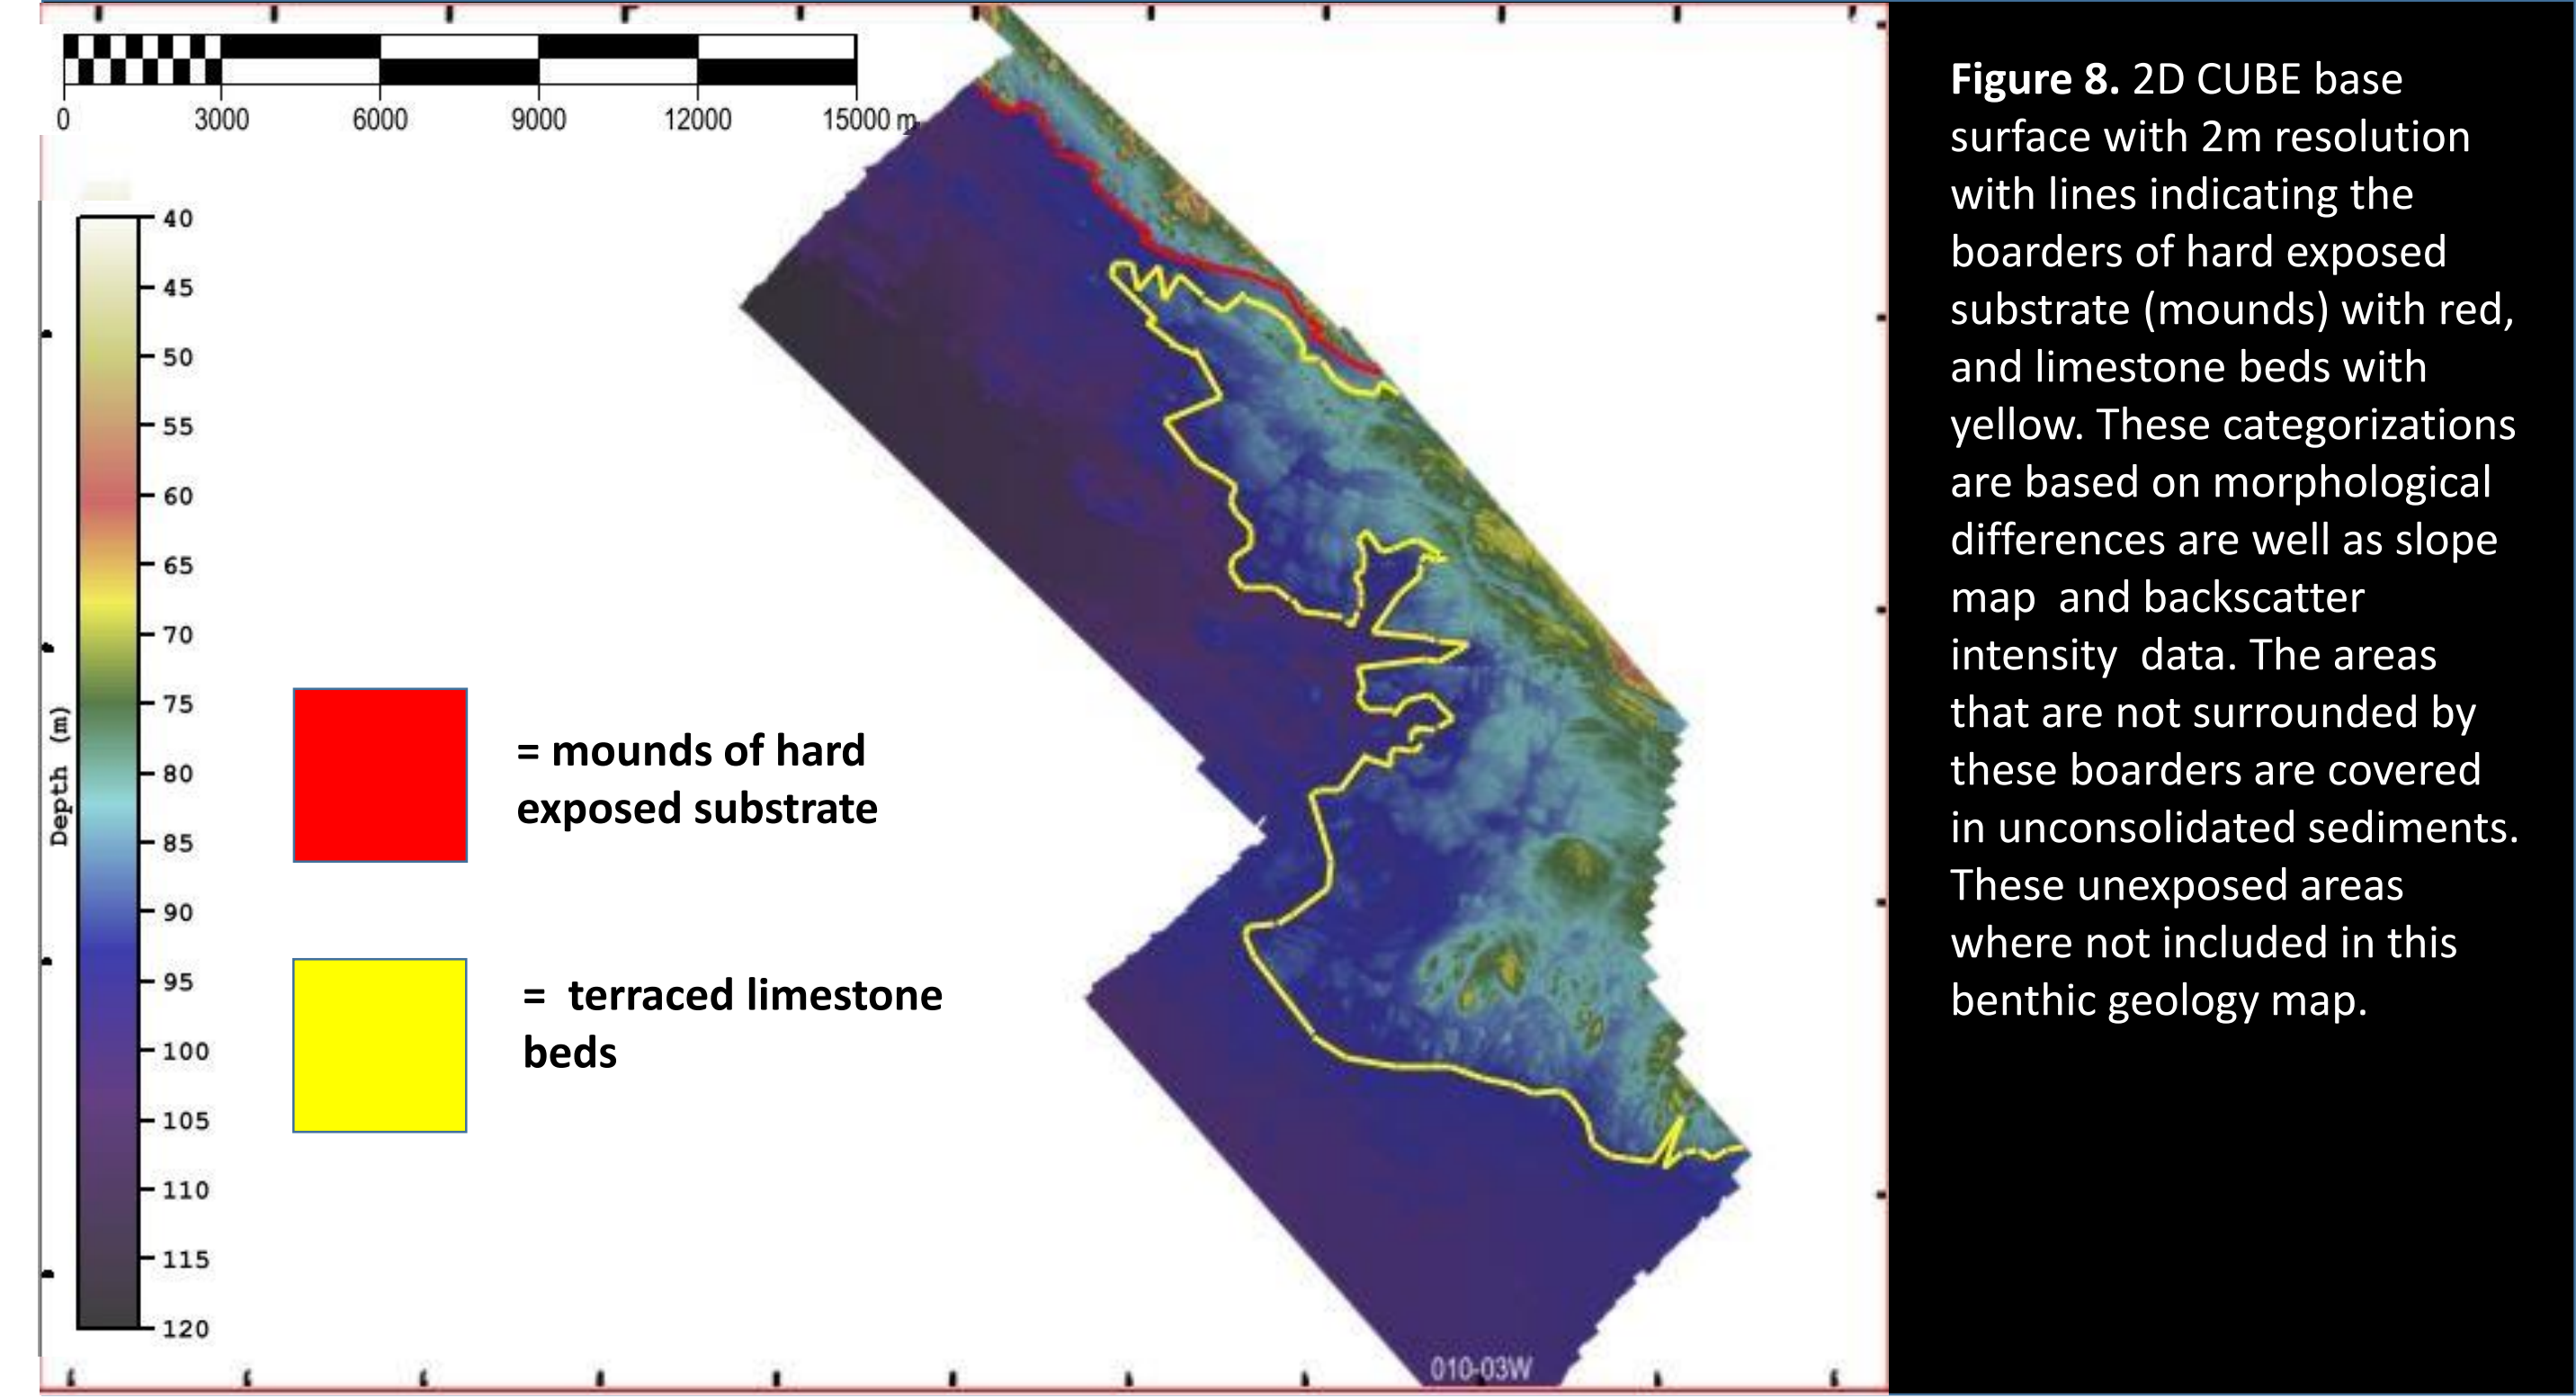 0 3000 6000 9000 12000 15000 m
40
45
50
55
60
65
70
75
80
85
90
95
100
105
110
115
120
Depth (m)
= mounds of hard
exposed substrate
= terraced limestone
beds
010-03W
Figure 8. 2D CUBE base
surface with 2m resolution
with lines indicating the
boarders of hard exposed
substrate (mounds) with red,
and limestone beds with
yellow. These categorizations
are based on morphological
differences are well as slope
map and backscatter
intensity data. The areas
that are not surrounded by
these boarders are covered
in unconsolidated sediments.
These unexposed areas
where not included in this
benthic geology map.